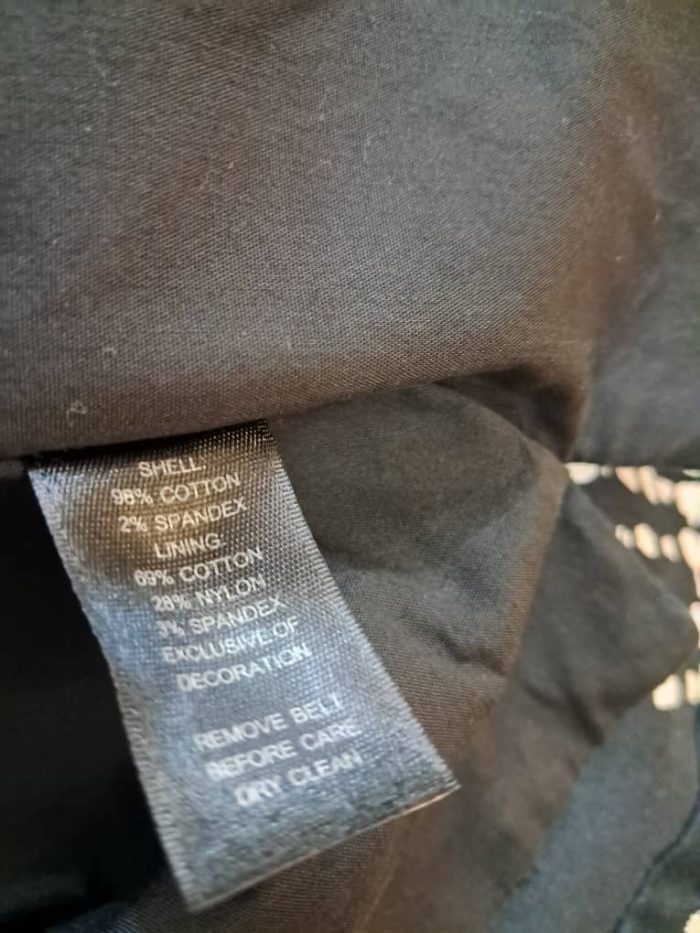 SHELL:
98% COTTON
2% SPANDEX
LINING:
69% COTTON
28% NYLON
3% SPANDEX
EXCLUSIVE OF
DECORATION
REMOVE BELT
BEFORE CARE
DRY CLEAN